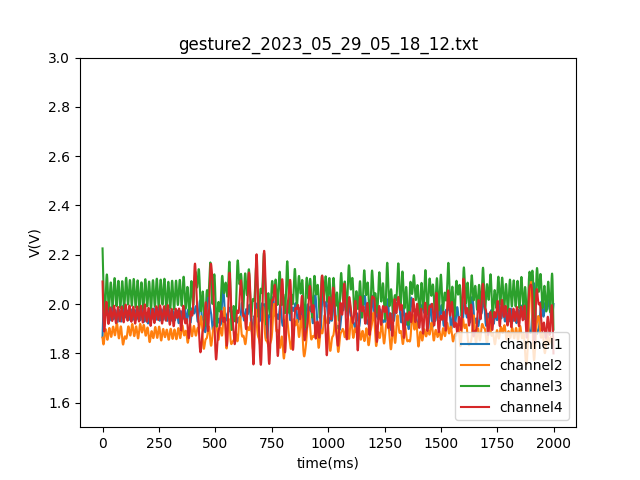 gesture2_2023_05_29_05_18_12.txt
3.0
2.8
2.6
2.4
2.2
2.0
1.8
1.6
V(V)
channel1
channel2
channel3
channel4
0 250 500 750 1000 1250 1500 1750 2000
time(ms)